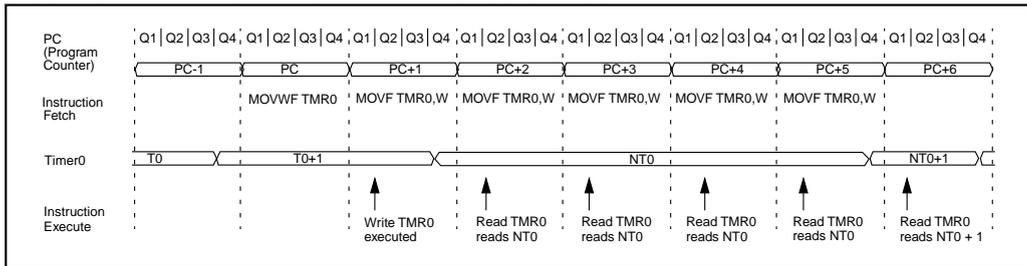 PC
(Program
Counter)
Q1 Q2 Q3 Q4 Q1 Q2 Q3 Q4 Q1 Q2 Q3 Q4 Q1 Q2 Q3 Q4 Q1 Q2 Q3 Q4 Q1 Q2 Q3 Q4 Q1 Q2 Q3 Q4 Q1 Q2 Q3 Q4
PC-1 PC PC+1 PC+2 PC+3 PC+4 PC+5 PC+6
Instruction
Fetch
MOVWF TMR0 MOVF TMR0,W MOVF TMR0,W MOVF TMR0,W MOVF TMR0,W MOVF TMR0,W
Timer0
T0 T0+1 NT0 NT0+1
Instruction
Execute
Write TMR0
executed
Read TMR0
reads NT0
Read TMR0
reads NT0
Read TMR0
reads NT0
Read TMR0
reads NT0
Read TMR0
reads NT0 + 1